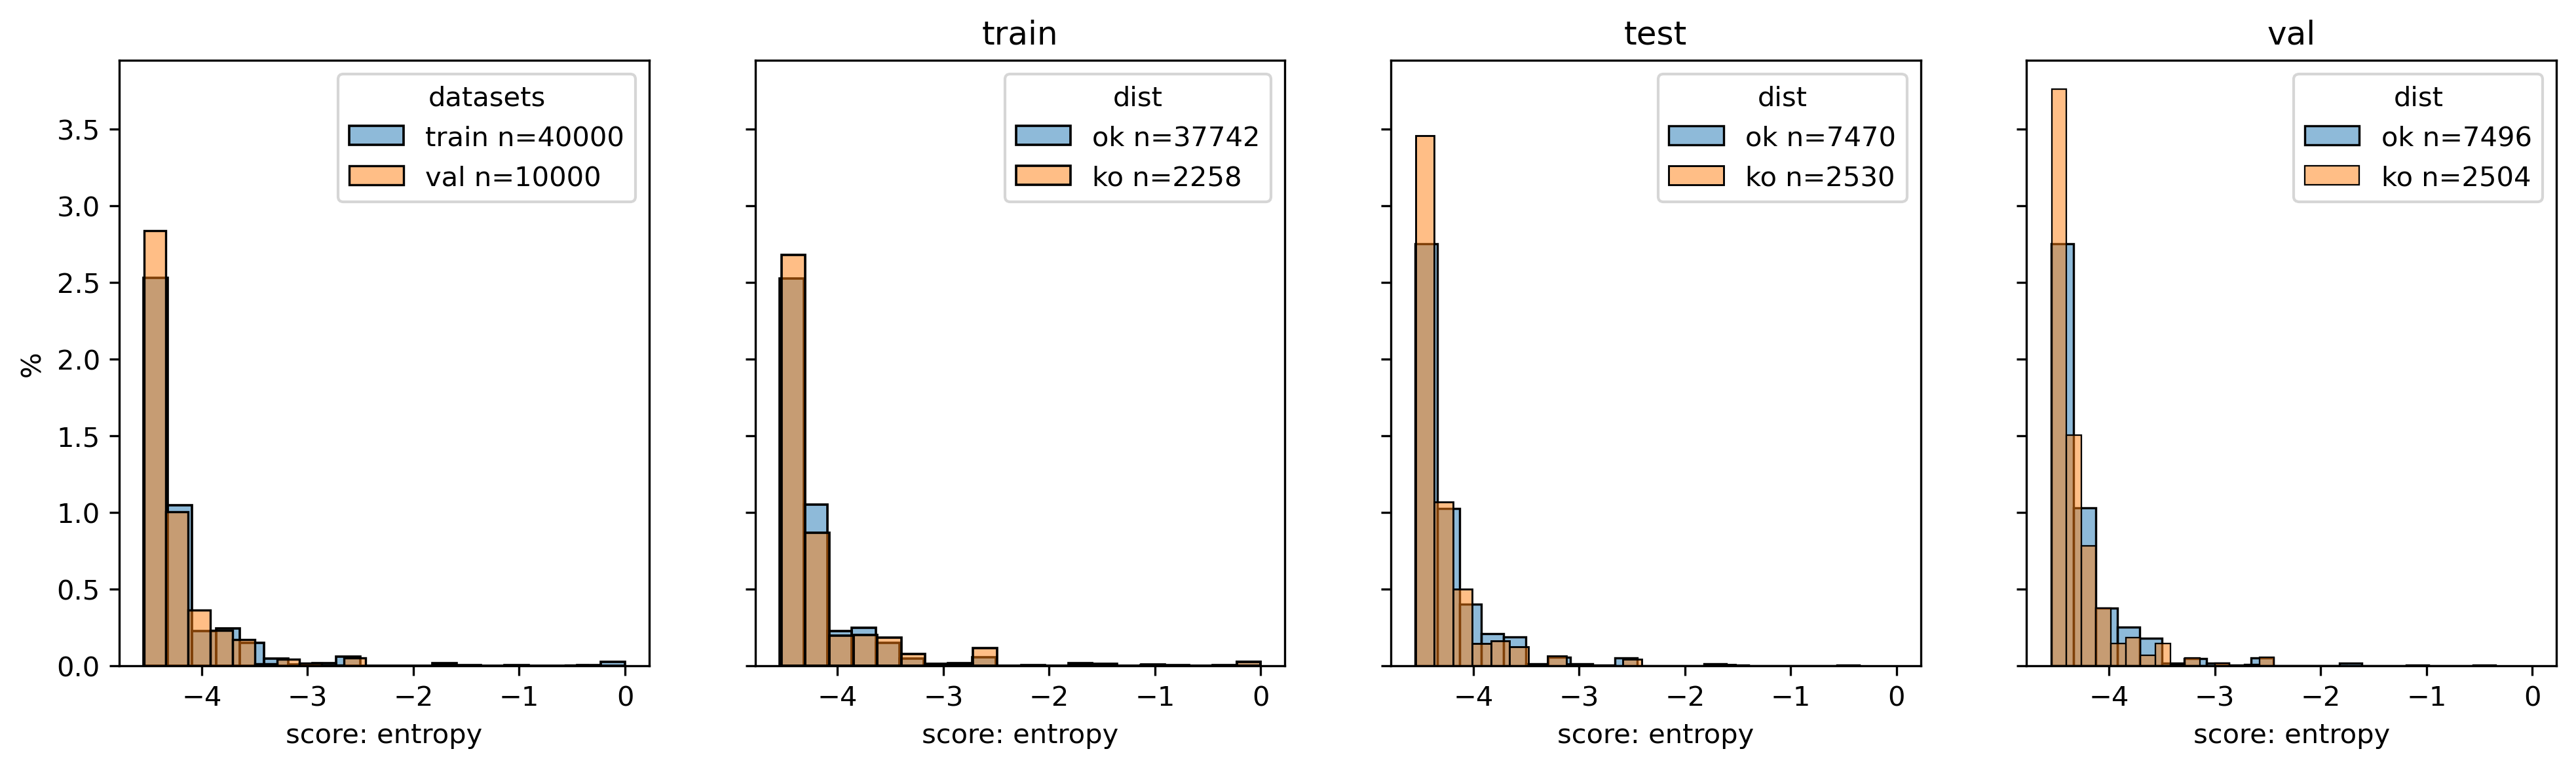 train
test
val
datasets
train n=40000
val n=10000
dist
ok n=37742
ko n=2258
dist
ok n=7470
ko n=2530
dist
ok n=7496
ko n=2504
%
3.5
3.0
2.5
2.0
1.5
1.0
0.5
0.0
−4 −3 −2 −1 0
−4 −3 −2 −1 0
−4 −3 −2 −1 0
−4 −3 −2 −1 0
score: entropy
score: entropy
score: entropy
score: entropy